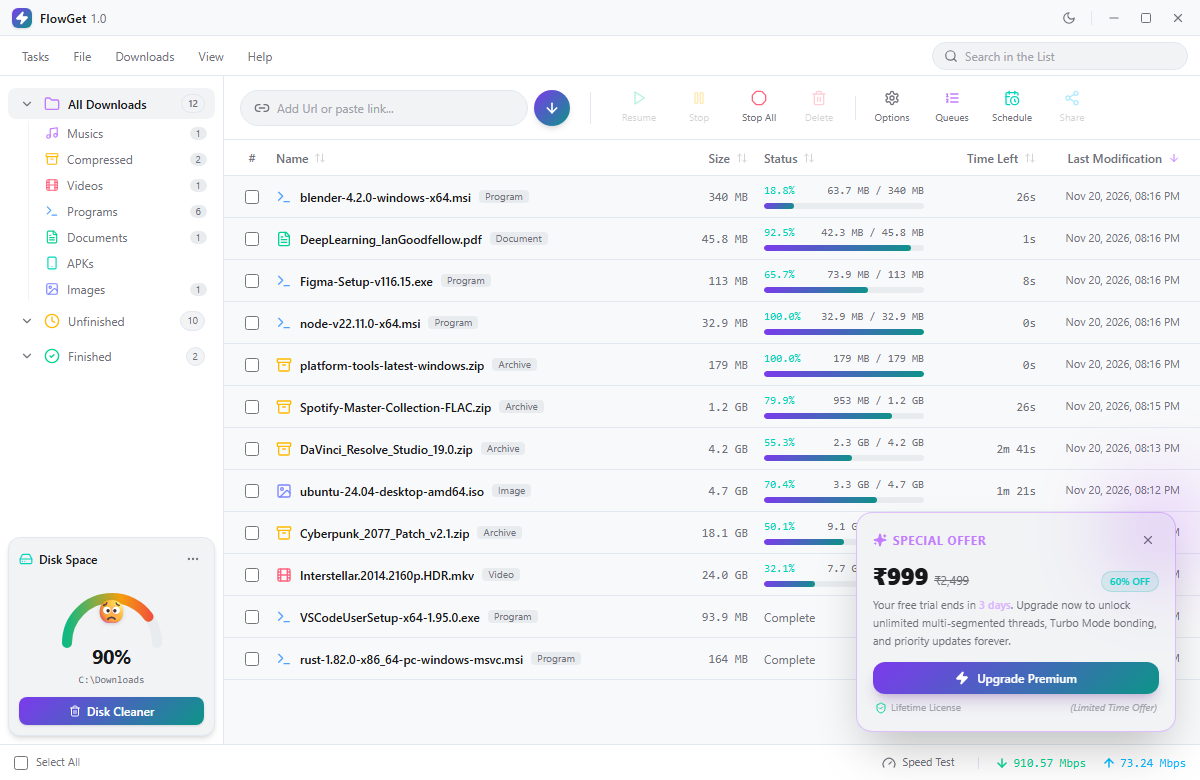 FlowGet 1.0
Tasks File Downloads View Help Search in the List
All Downloads 12
Musics 1
Compressed 2
Videos 1
Programs 6
Documents 1
APKs
Images 1
Unfinished 10
Finished 2
Disk Space
90%
C:\Downloads
Disk Cleaner
Add Url or paste link...
Resume Stop Stop All Delete Options Queues Schedule Share
# Name Size Status Time Left Last Modification
blender-4.2.0-windows-x64.msi Program 340 MB 18.8% 63.7 MB / 340 MB 26s Nov 20, 2026, 08:16 PM
DeepLearning_IanGoodfellow.pdf Document 45.8 MB 92.5% 42.3 MB / 45.8 MB 1s Nov 20, 2026, 08:16 PM
Figma-Setup-v116.15.exe Program 113 MB 65.7% 73.9 MB / 113 MB 8s Nov 20, 2026, 08:16 PM
node-v22.11.0-x64.msi Program 32.9 MB 100.0% 32.9 MB / 32.9 MB 0s Nov 20, 2026, 08:16 PM
platform-tools-latest-windows.zip Archive 179 MB 100.0% 179 MB / 179 MB 0s Nov 20, 2026, 08:16 PM
Spotify-Master-Collection-FLAC.zip Archive 1.2 GB 79.9% 953 MB / 1.2 GB 26s Nov 20, 2026, 08:15 PM
DaVinci_Resolve_Studio_19.0.zip Archive 4.2 GB 55.3% 2.3 GB / 4.2 GB 2m 41s Nov 20, 2026, 08:13 PM
ubuntu-24.04-desktop-amd64.iso Image 4.7 GB 70.4% 3.3 GB / 4.7 GB 1m 21s Nov 20, 2026, 08:12 PM
Cyberpunk_2077_Patch_v2.1.zip Archive 18.1 GB 50.1% 9.1
Interstellar.2014.2160p.HDR.mkv Video 24.0 GB 32.1% 7.7
VSCodeUserSetup-x64-1.95.0.exe Program 93.9 MB Complete
rust-1.82.0-x86_64-pc-windows-msvc.msi Program 164 MB Complete
SPECIAL OFFER
₹999 ₹2,499 60% OFF
Your free trial ends in 3 days. Upgrade now to unlock
unlimited multi-segmented threads, Turbo Mode bonding,
and priority updates forever.
Upgrade Premium
Lifetime License (Limited Time Offer)
Select All Speed Test 910.57 Mbps 73.24 Mbps